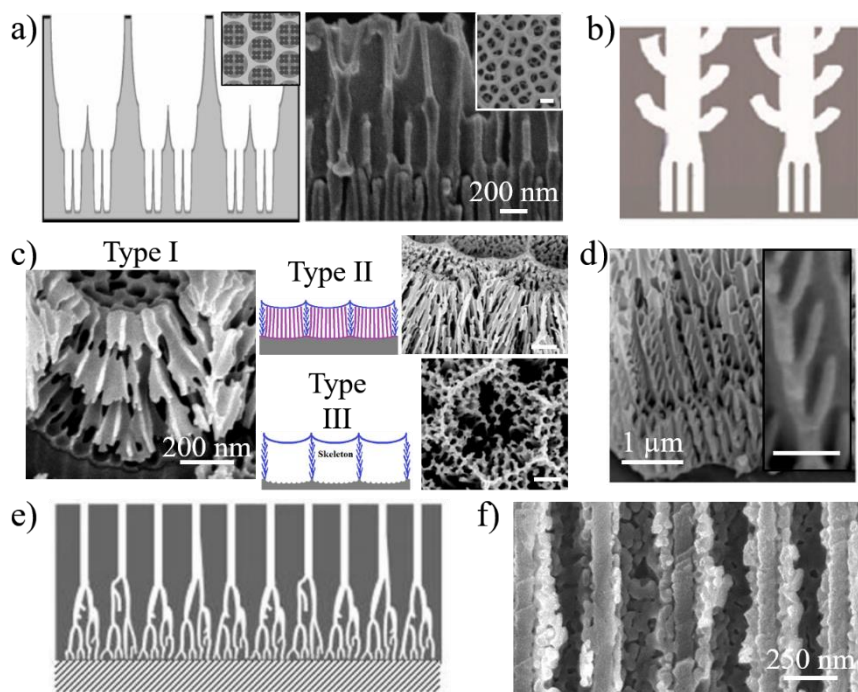 a)
200 nm
b)
c)
Type I
200 nm
Type II
Type
III
Skeleton
d)
1 µm
e)
f)
250 nm